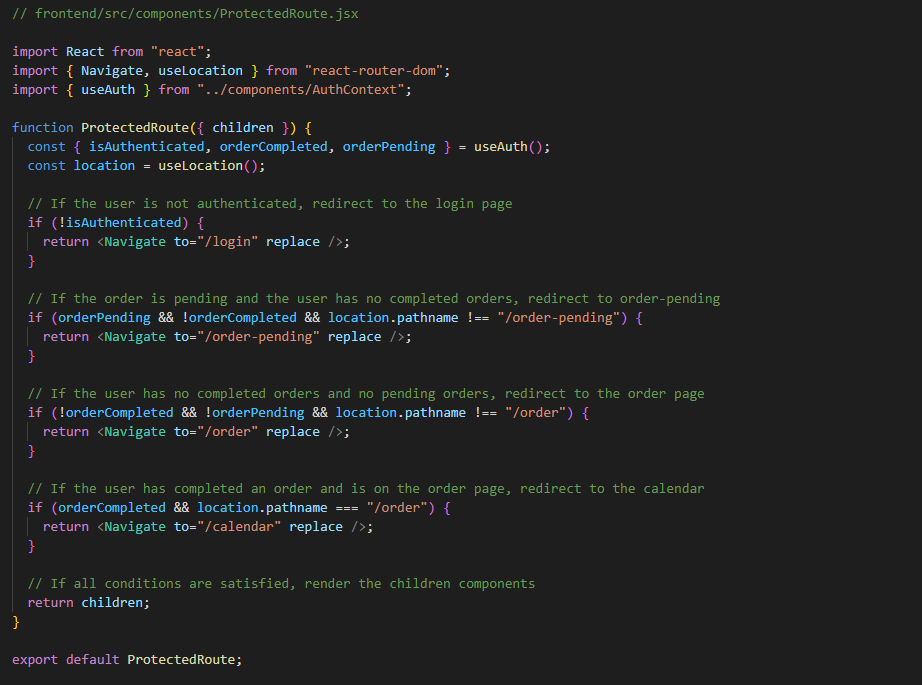 // frontend/src/components/ProtectedRoute.jsx
import React from "react";
import { Navigate, useLocation } from "react-router-dom";
import { useAuth } from "../components/AuthContext";
function ProtectedRoute({ children }) {
  const { isAuthenticated, orderCompleted, orderPending } = useAuth();
  const location = useLocation();
  // If the user is not authenticated, redirect to the login page
  if (!isAuthenticated) {
    return <Navigate to="/login" replace />;
  }
  // If the order is pending and the user has no completed orders, redirect to order-pending
  if (orderPending && !orderCompleted && location.pathname !== "/order-pending") {
    return <Navigate to="/order-pending" replace />;
  }
  // If the user has no completed orders and no pending orders, redirect to the order page
  if (!orderCompleted && !orderPending && location.pathname !== "/order") {
    return <Navigate to="/order" replace />;
  }
  // If the user has completed an order and is on the order page, redirect to the calendar
  if (orderCompleted && location.pathname === "/order") {
    return <Navigate to="/calendar" replace />;
  }
  // If all conditions are satisfied, render the children components
  return children;
}
export default ProtectedRoute;